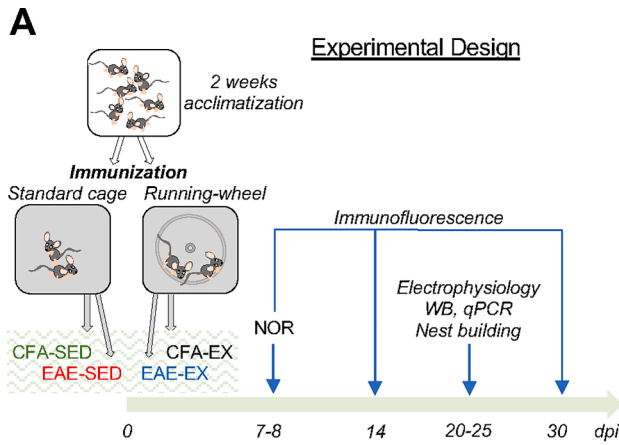 A
Experimental Design
2 weeks
acclimatization
Immunization
Standard cage
Running-wheel
Immunofluorescence
Electrophysiology
WB, qPCR
Nest building
NOR
CFA-SED
CFA-EX
EAE-SED
EAE-EX
0
7-8
14
20-25
30
dpi